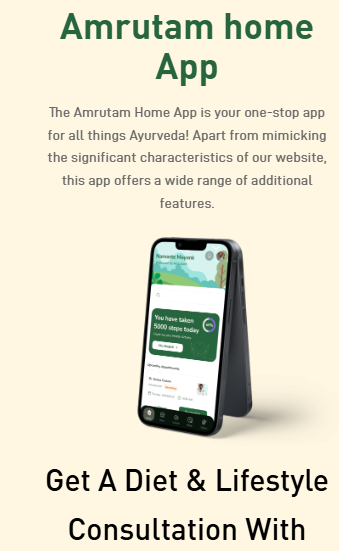 Amrutam home
App
The Amrutam Home App is your one-stop app
for all things Ayurveda! Apart from mimicking
the significant characteristics of our website,
this app offers a wide range of additional
features.
You have taken
5000 steps today
Get A Diet & Lifestyle
Consultation With